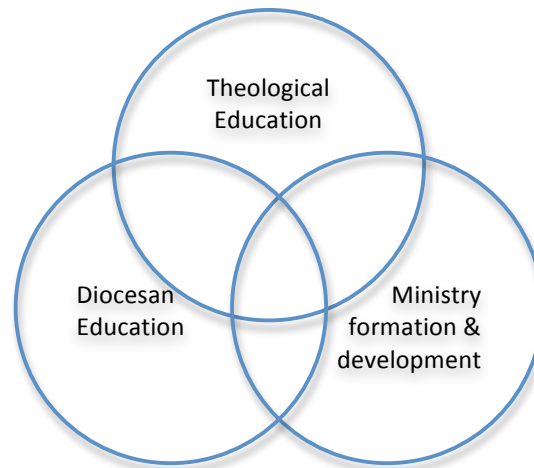 Theological
Education
Diocesan
Education
Ministry
formation &
development